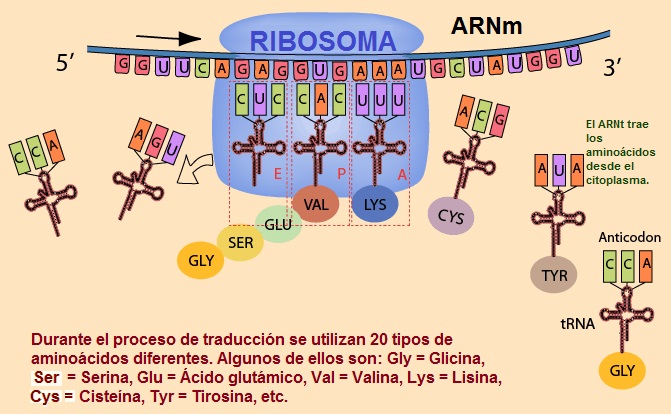 RIBOSOMA
ARNm
5’
3’
G G U U C A G A G G U G A A A U G C U A U G G U
C U C
C A C
U U U
A C G
C C A
A G U
El ARNt trae
los
aminoácidos
desde el
citoplasma.
A U A
E
P
A
VAL
LYS
CYS
GLU
SER
GLY
TYR
Anticodon
C C A
tRNA
GLY
Durante el proceso de traducción se utilizan 20 tipos de
aminoácidos diferentes. Algunos de ellos son: Gly = Glicina,
Ser = Serina, Glu = Ácido glutámico, Val = Valina, Lys = Lisina,
Cys = Cisteína, Tyr = Tirosina, etc.